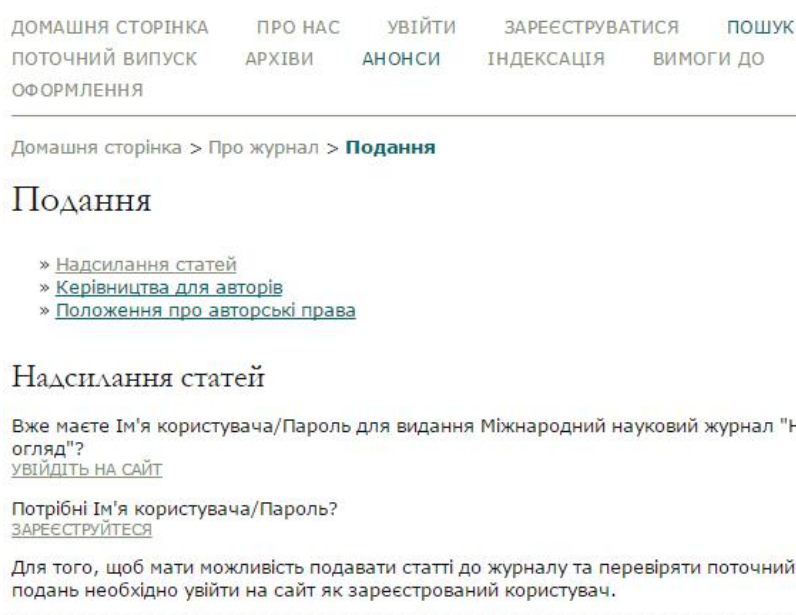 ДОМАШНЯ СТОРІНКА ПРО НАС УВІЙТИ ЗАРЕЄСТРУВАТИСЯ ПОШУК
ПОТОЧНИЙ ВИПУСК АРХІВИ АНОНСИ ІНДЕКСАЦІЯ ВИМОГИ ДО
ОФОРМЛЕННЯ
Домашня сторінка > Про журнал > Подання
Подання
» Надсилання статей
» Керівництва для авторів
» Положення про авторські права
Надсилання статей
Вже маєте Ім'я користувача/Пароль для видання Міжнародний науковий журнал "Н
огляд"?
УВІЙДІТЬ НА САЙТ
Потрібні Ім'я користувача/Пароль?
ЗАРЕЄСТРУЙТЕСЯ
Для того, щоб мати можливість подавати статті до журналу та перевіряти поточний
подань необхідно увійти на сайт як зареєстрований користувач.